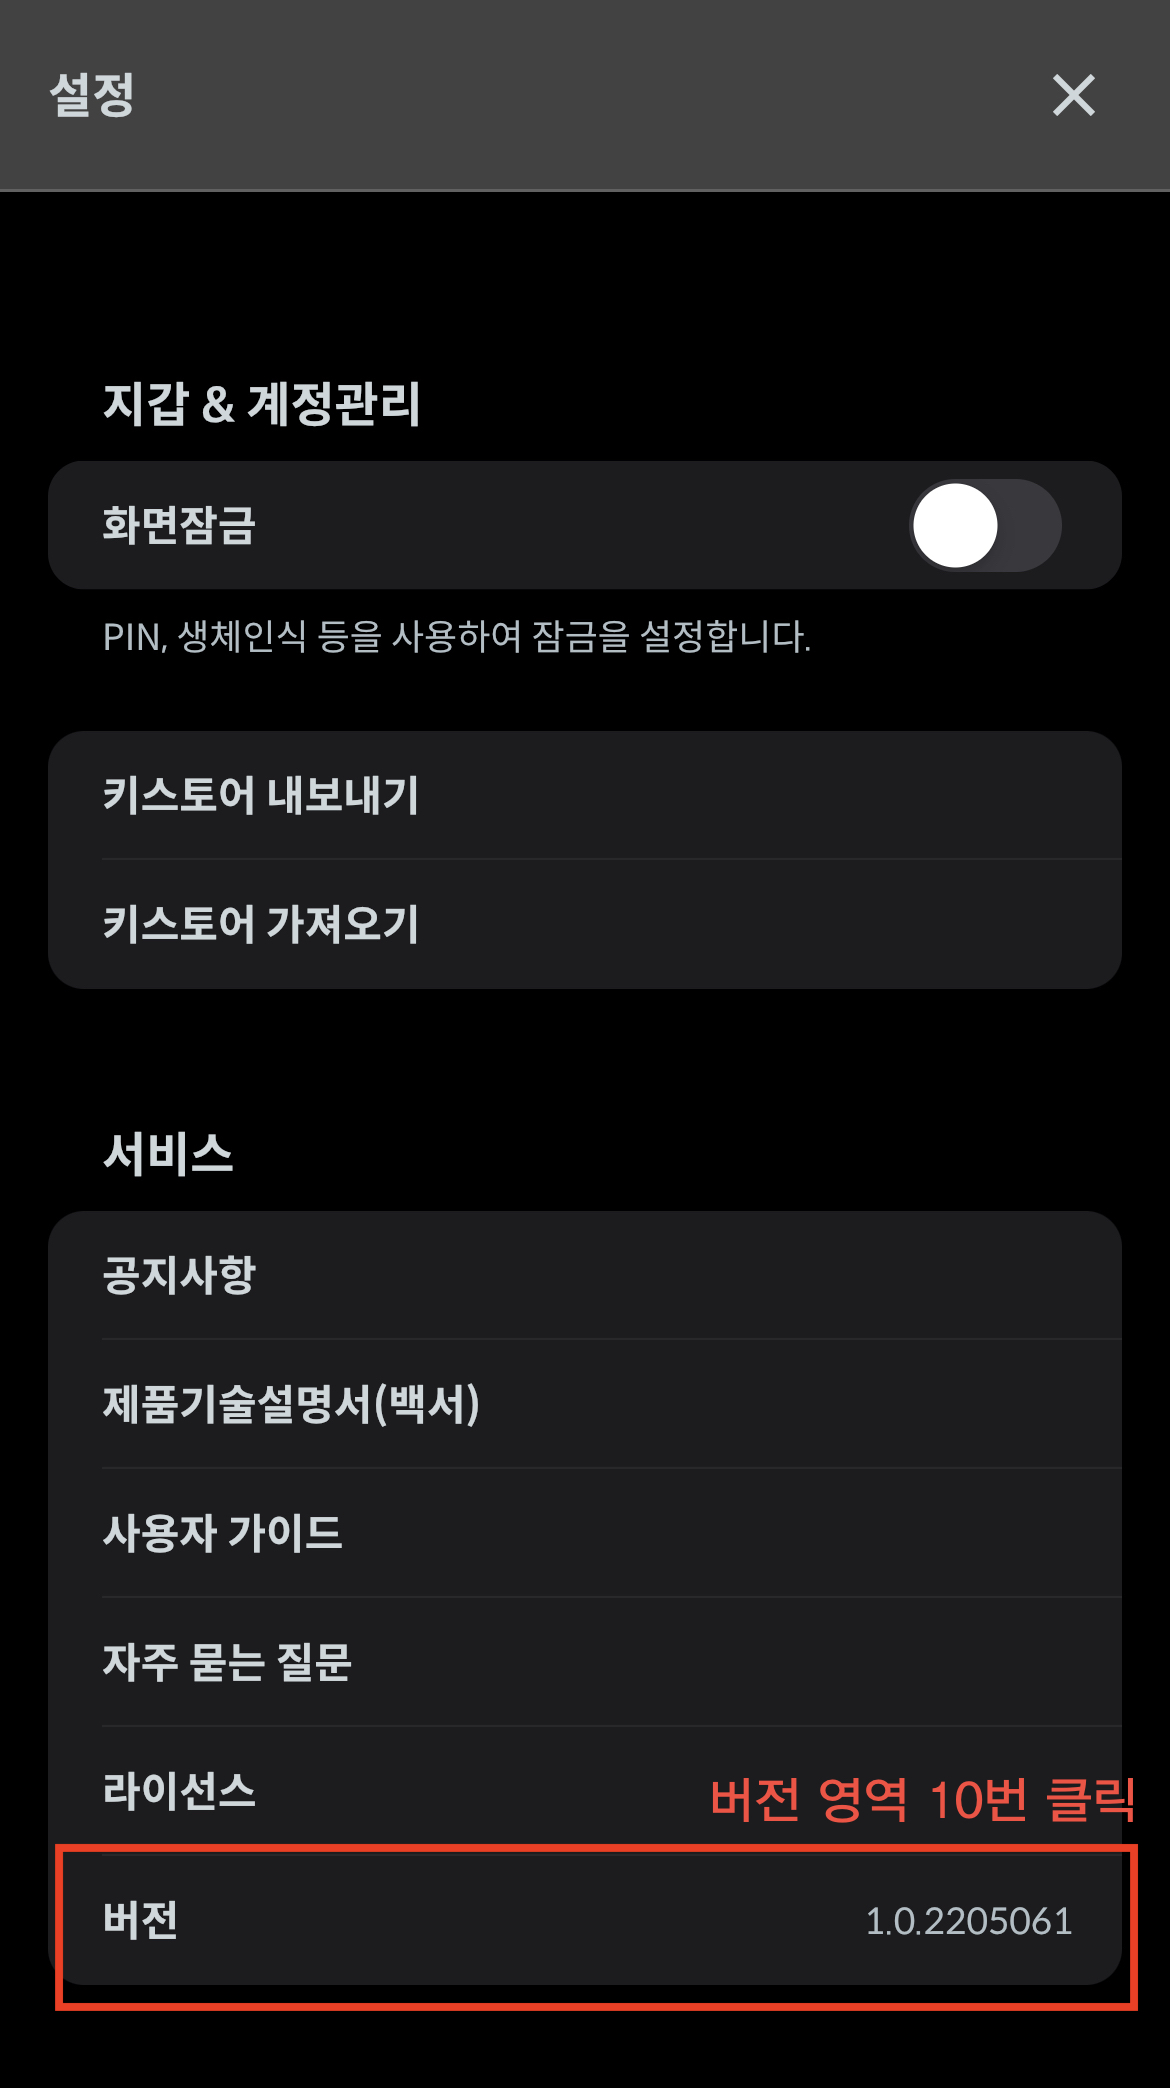 설정
지갑 & 계정관리
화면잠금
PIN, 생체인식 등을 사용하여 잠금을 설정합니다.
키스토어 내보내기
키스토어 가져오기
서비스
공지사항
제품기술설명서(백서)
사용자 가이드
자주 묻는 질문
라이선스
버전 영역 10번 클릭
버전 1.0.2205061